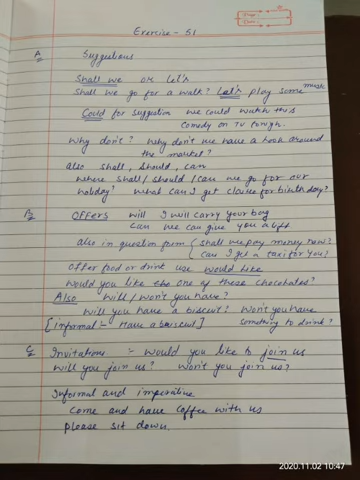 Exercise - 51
A Suggestions
Shall we or let's
Shall we go for a walk? Let's play some music
Could for suggestion we could watch this
comedy on TV tonigh.
Why don't? Why don't we have a look around
the market?
also shall, should, can
where shall/should/can we go for our
holiday? what can I get for birthday?
B OFFERS will I will carry your bag
Can we can give you a lift
also in question form { shall we pay money now?
{ Can I get a taxi for you?
Offer food or drink use would like
Would you like the one of these chocolates?
Also Will/Won't you have?
Will you have a biscuit? Won't you have
[informal :- Have a biscuit] something to drink?
C Invitations :- Would you like to join us
Will you join us? Won't you join us?
Informal and imperative
Come and have coffee with us
please sit down.
2020.11.02 10:47